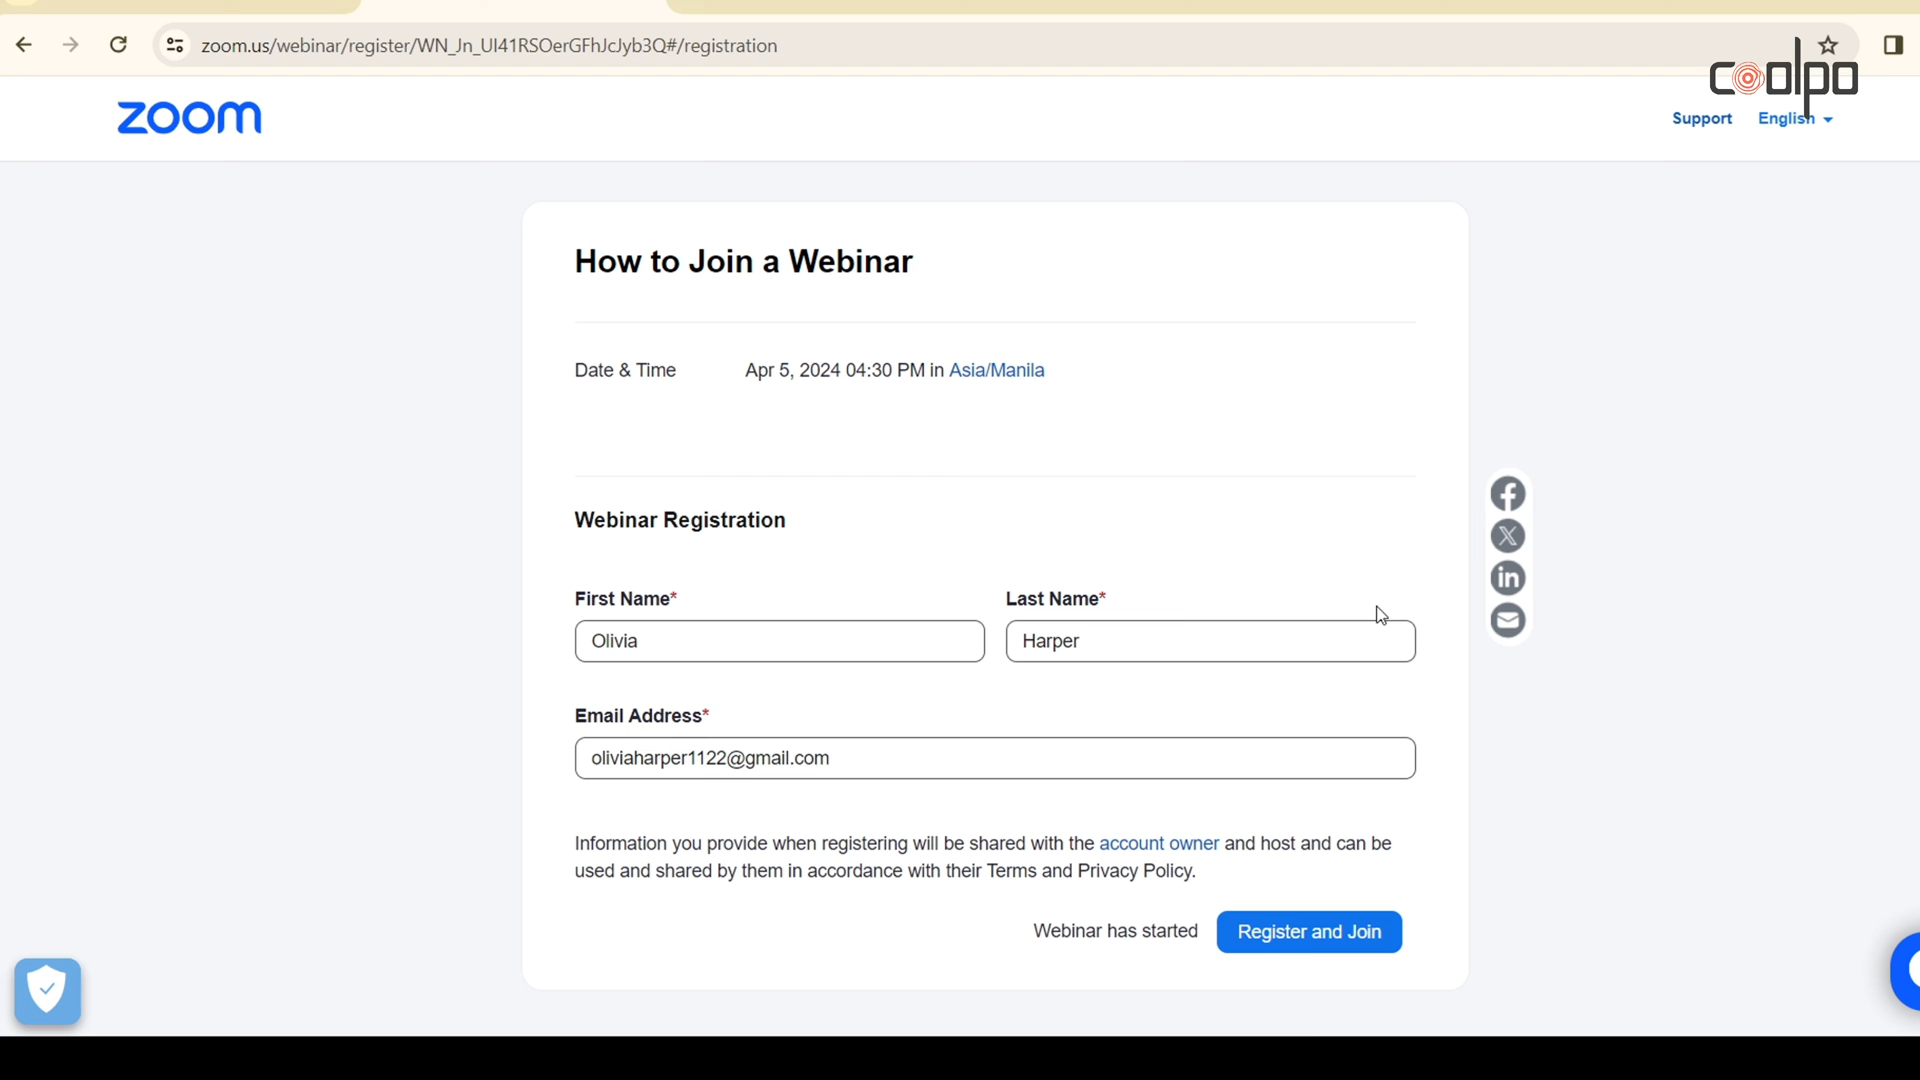 zoom.us/webinar/register/WN_Jn_UI41RSOerGFhJcJyb3Q#/registration
coolpo
zoom
Support English
How to Join a Webinar
Date & Time Apr 5, 2024 04:30 PM in Asia/Manila
Webinar Registration
First Name* Last Name*
Olivia Harper
Email Address*
oliviaharper1122@gmail.com
Information you provide when registering will be shared with the account owner and host and can be
used and shared by them in accordance with their Terms and Privacy Policy.
Webinar has started Register and Join